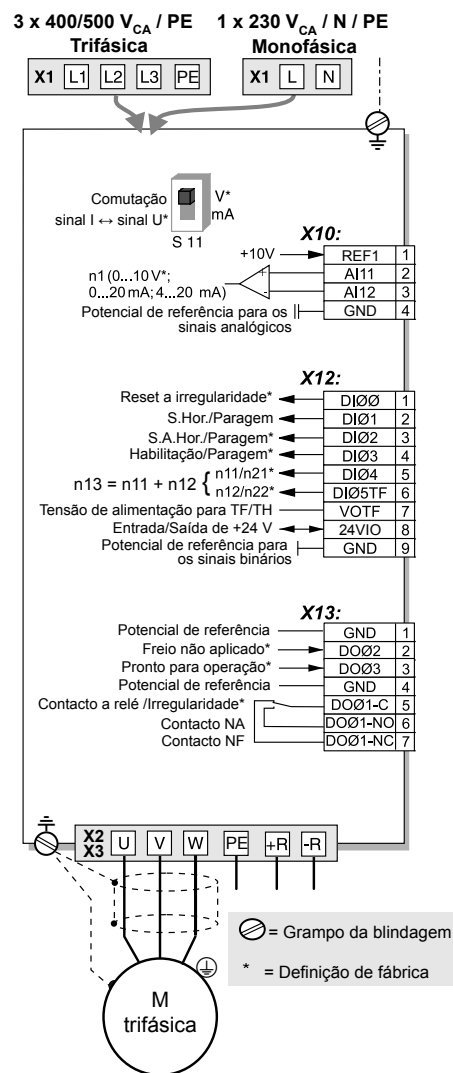 3 x 400/500 VCA / PE
Trifásica
X1 L1 L2 L3 PE
1 x 230 VCA / N / PE
Monofásica
X1 L N
Comutação
sinal I ↔ sinal U*
V*
mA
S 11
X10:
+10V REF1 1
n1 (0...10 V*;
0...20 mA; 4...20 mA)
+ AI11 2
- AI12 3
Potencial de referência para os
sinais analógicos
GND 4
X12:
Reset a irregularidade* DIØØ 1
S.Hor./Paragem DIØ1 2
S.A.Hor./Paragem* DIØ2 3
Habilitação/Paragem* DIØ3 4
n13 = n11 + n12 {
n11/n21* DIØ4 5
n12/n22* DIØ5TF 6
Tensão de alimentação para TF/TH VOTF 7
Entrada/Saída de +24 V 24VIO 8
Potencial de referência para
os sinais binários
GND 9
X13:
Potencial de referência GND 1
Freio não aplicado* DOØ2 2
Pronto para operação* DOØ3 3
Potencial de referência GND 4
Contacto a relé /Irregularidade* DOØ1-C 5
Contacto NA DOØ1-NO 6
Contacto NF DOØ1-NC 7
X2
X3
U V W PE +R -R
M
trifásica
= Grampo da blindagem
* = Definição de fábrica